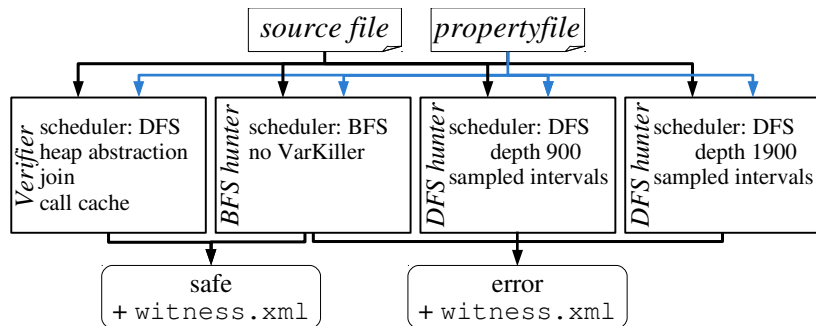 source file
propertyfile
Verifier
scheduler: DFS
heap abstraction
join
call cache
BFS hunter
scheduler: BFS
no VarKiller
DFS hunter
scheduler: DFS
depth 900
sampled intervals
DFS hunter
scheduler: DFS
depth 1900
sampled intervals
safe
+ witness.xml
error
+ witness.xml